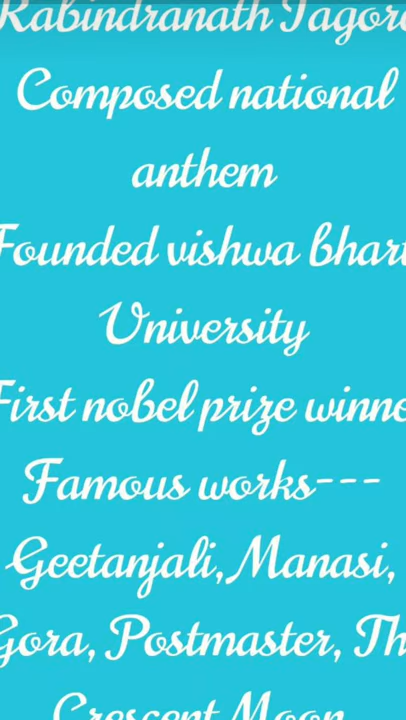 Rabindranath Tagore
Composed national
anthem
Founded vishwa bhart
University
First nobel prize winne
Famous works---
Geetanjali, Manasi,
Gora, Postmaster, Th
Crescent Moon